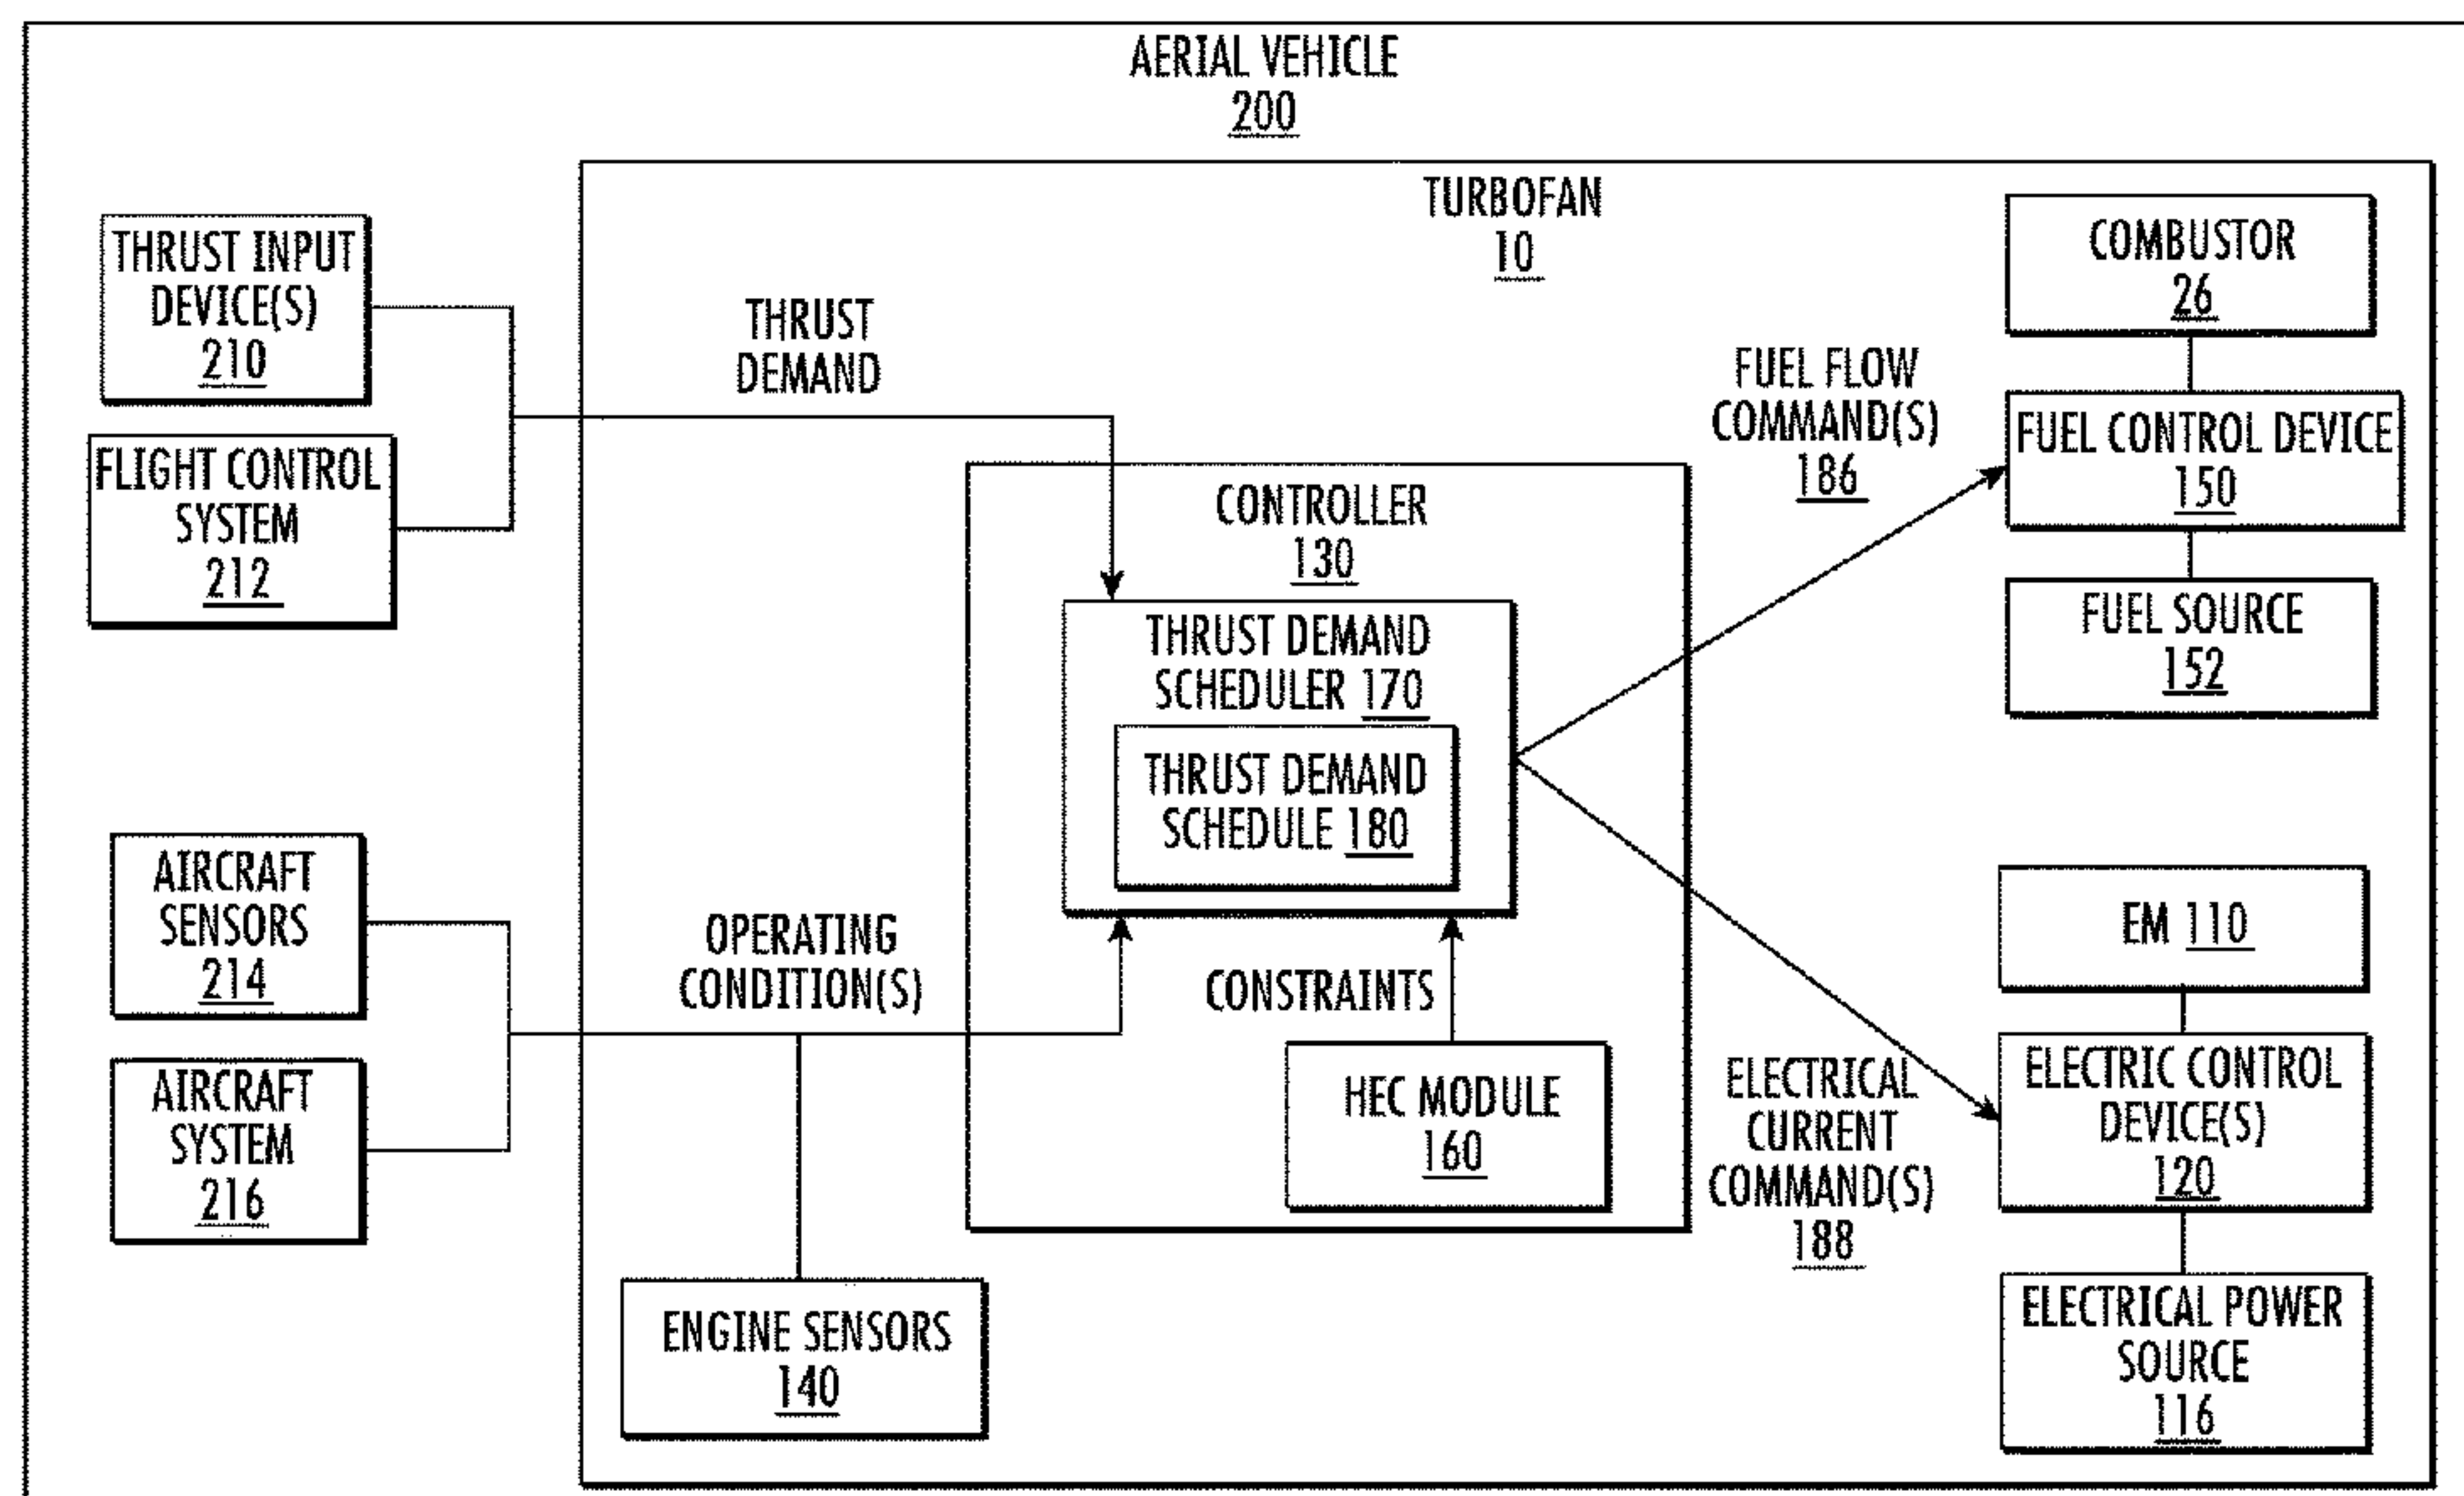 AERIAL VEHICLE
200
TURBOFAN
10
THRUST INPUT
DEVICE(S)
210
FLIGHT CONTROL
SYSTEM
212
THRUST
DEMAND
AIRCRAFT
SENSORS
214
AIRCRAFT
SYSTEM
216
OPERATING
CONDITION(S)
ENGINE SENSORS
140
CONTROLLER
130
THRUST DEMAND
SCHEDULER 170
THRUST DEMAND
SCHEDULE 180
CONSTRAINTS
HEC MODULE
160
FUEL FLOW
COMMAND(S)
186
ELECTRICAL
CURRENT
COMMAND(S)
188
COMBUSTOR
26
FUEL CONTROL DEVICE
150
FUEL SOURCE
152
EM 110
ELECTRIC CONTROL
DEVICE(S)
120
ELECTRICAL POWER
SOURCE
116